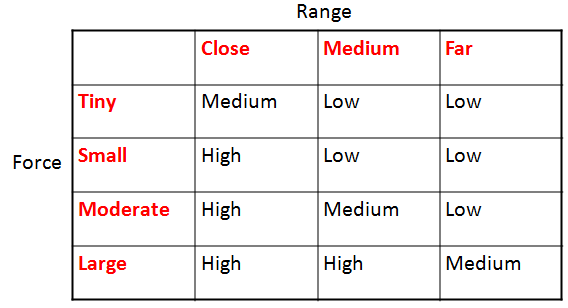 Range
Close Medium Far
Tiny Medium Low Low
Force
Small High Low Low
Moderate High Medium Low
Large High High Medium